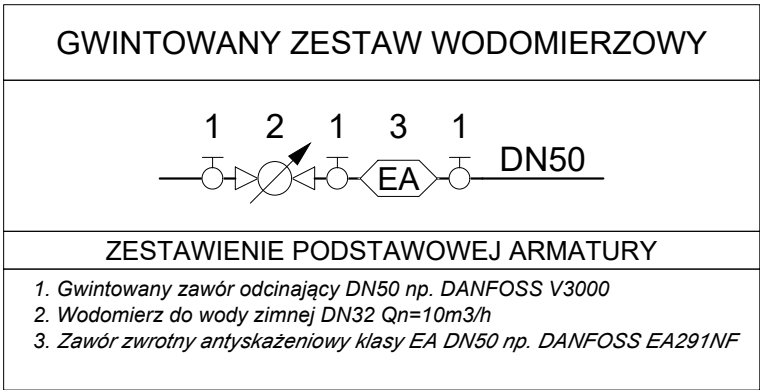 GWINTOWANY ZESTAW WODOMIERZOWY
1 2 1 3 1
EA DN50
ZESTAWIENIE PODSTAWOWEJ ARMATURY
1. Gwintowany zawór odcinający DN50 np. DANFOSS V3000
2. Wodomierz do wody zimnej DN32 Qn=10m3/h
3. Zawór zwrotny antyskażeniowy klasy EA DN50 np. DANFOSS EA291NF